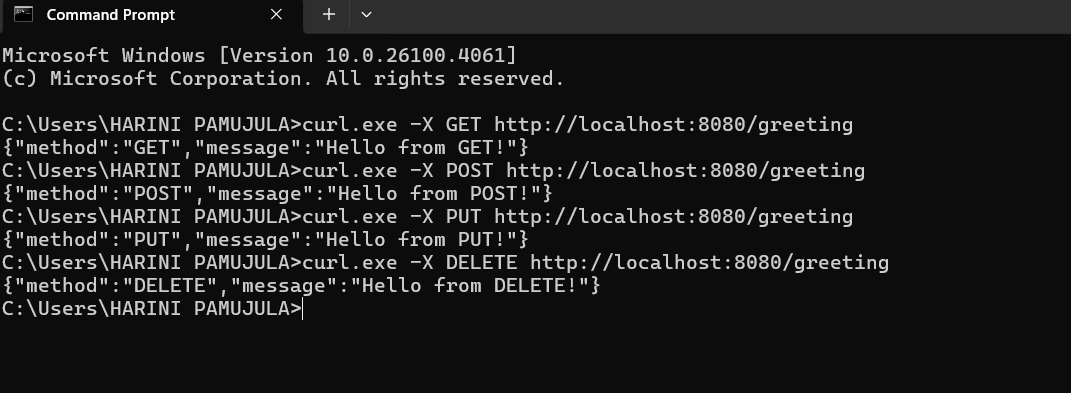 Command Prompt
Microsoft Windows [Version 10.0.26100.4061]
(c) Microsoft Corporation. All rights reserved.
C:\Users\HARINI PAMUJULA>curl.exe -X GET http://localhost:8080/greeting
{"method":"GET","message":"Hello from GET!"}
C:\Users\HARINI PAMUJULA>curl.exe -X POST http://localhost:8080/greeting
{"method":"POST","message":"Hello from POST!"}
C:\Users\HARINI PAMUJULA>curl.exe -X PUT http://localhost:8080/greeting
{"method":"PUT","message":"Hello from PUT!"}
C:\Users\HARINI PAMUJULA>curl.exe -X DELETE http://localhost:8080/greeting
{"method":"DELETE","message":"Hello from DELETE!"}
C:\Users\HARINI PAMUJULA>